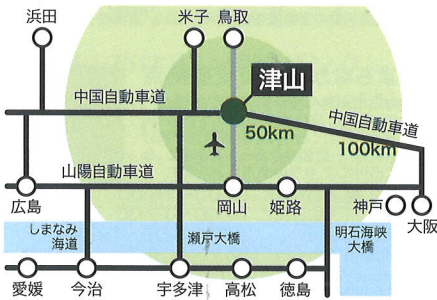 浜田
米子
鳥取
中国自動車道
津山
中国自動車道
50km
100km
山陽自動車道
広島
岡山
姫路
神戸
大阪
しまなみ
海道
瀬戸大橋
明石海峡
大橋
愛媛
今治
宇多津
高松
徳島